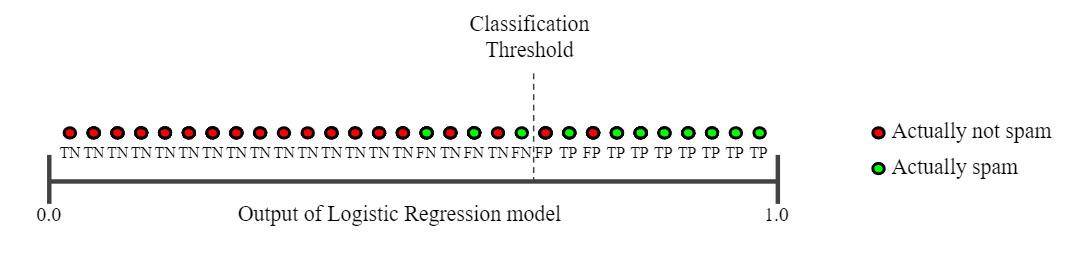 Classification
Threshold
TN TN TN TN TN TN TN TN TN TN TN TN TN TN TN FN TN FN TN FN FP TP FP TP TP TP TP TP TP TP
0.0
Output of Logistic Regression model
1.0
Actually not spam
Actually spam